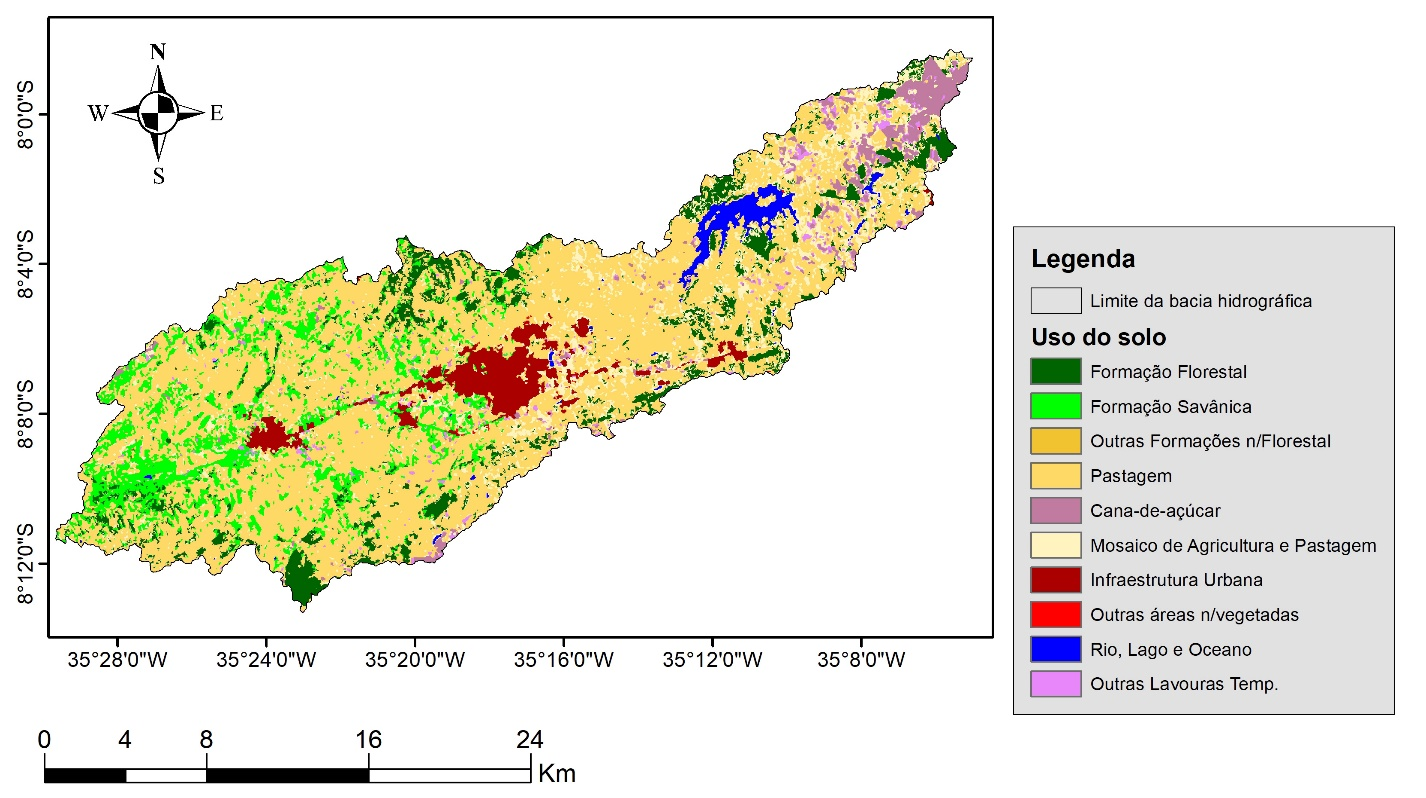 N
W
E
S
8°0'0"S
8°4'0"S
8°8'0"S
8°12'0"S
35°28'0"W
35°24'0"W
35°20'0"W
35°16'0"W
35°12'0"W
35°8'0"W
0
4
8
16
24
Km
Legenda
Limite da bacia hidrográfica
Uso do solo
Formação Florestal
Formação Savânica
Outras Formações n/Florestal
Pastagem
Cana-de-açúcar
Mosaico de Agricultura e Pastagem
Infraestrutura Urbana
Outras áreas n/vegetadas
Rio, Lago e Oceano
Outras Lavouras Temp.